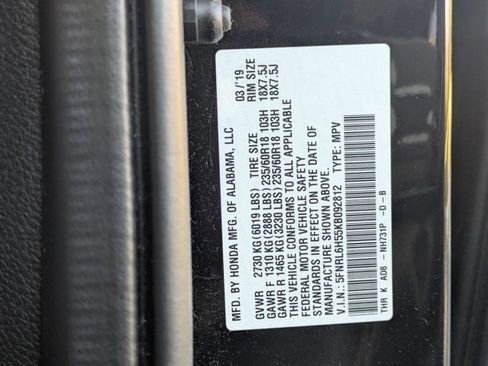 MFD. BY HONDA MFG. OF ALABAMA, LLC 03/'19
GVWR 2730 KG(6019 LBS) TIRE SIZE RIM SIZE
GAWR F 1310 KG(2888 LBS)235/60R18 103H 18X7.5J
GAWR R 1465 KG(3230 LBS)235/60R18 103H 18X7.5J
THIS VEHICLE CONFORMS TO ALL APPLICABLE
FEDERAL MOTOR VEHICLE SAFETY
STANDARDS IN EFFECT ON THE DATE OF
MANUFACTURE SHOWN ABOVE.
V.I.N.: 5FNRL6H55KB092812 TYPE: MPV
THR K AD8 - NH731P -D-B